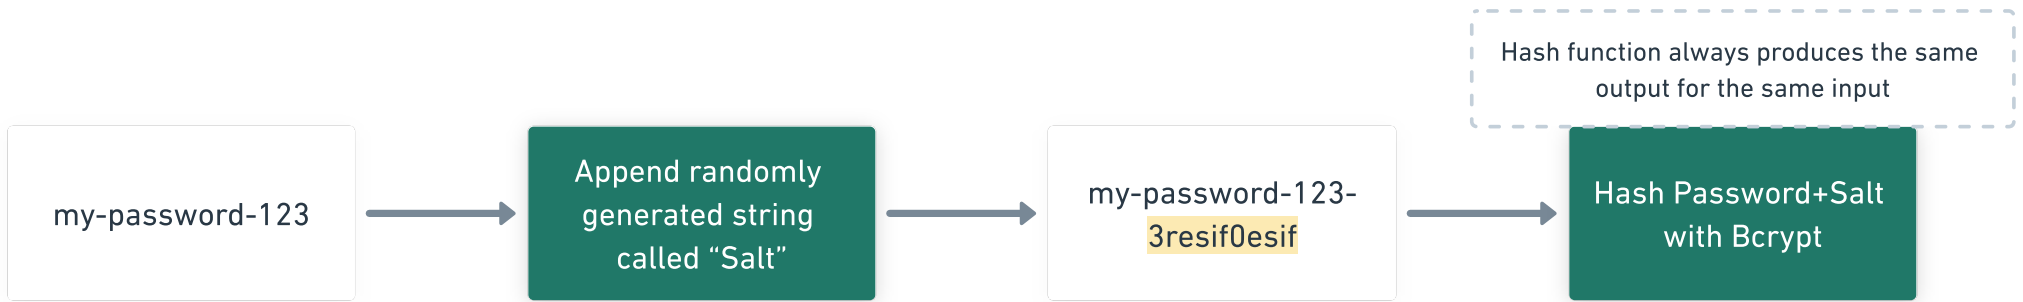 Hash function always produces the same
output for the same input
my-password-123
Append randomly
generated string
called “Salt”
my-password-123-
3resif0esif
Hash Password+Salt
with Bcrypt